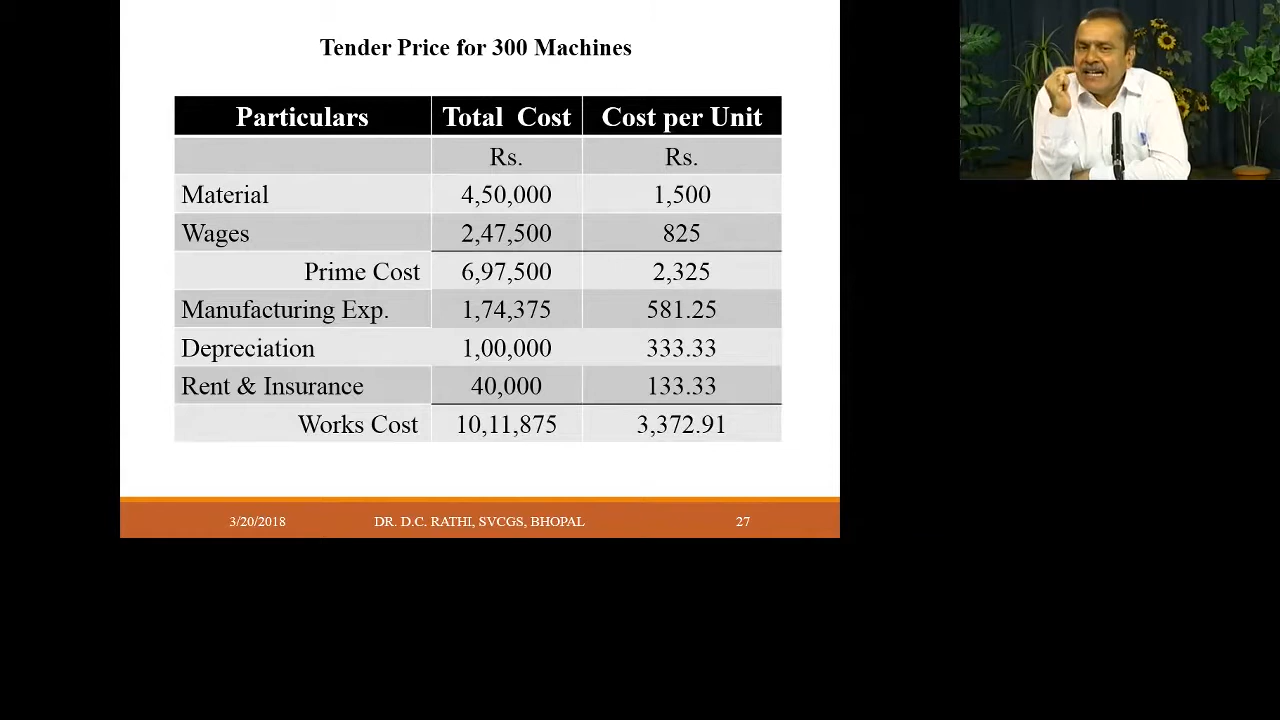 Tender Price for 300 Machines
Particulars Total Cost Cost per Unit
Rs. Rs.
Material 4,50,000 1,500
Wages 2,47,500 825
Prime Cost 6,97,500 2,325
Manufacturing Exp. 1,74,375 581.25
Depreciation 1,00,000 333.33
Rent & Insurance 40,000 133.33
Works Cost 10,11,875 3,372.91
3/20/2018 DR. D.C. RATHI, SVCGS, BHOPAL 27